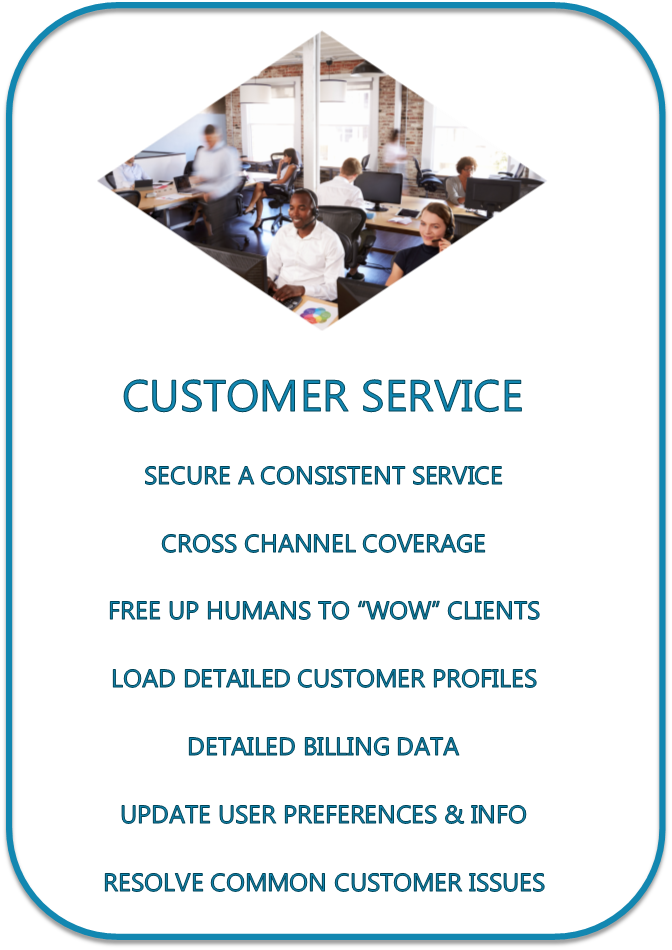 CUSTOMER SERVICE
SECURE A CONSISTENT SERVICE
CROSS CHANNEL COVERAGE
FREE UP HUMANS TO “WOW” CLIENTS
LOAD DETAILED CUSTOMER PROFILES
DETAILED BILLING DATA
UPDATE USER PREFERENCES & INFO
RESOLVE COMMON CUSTOMER ISSUES